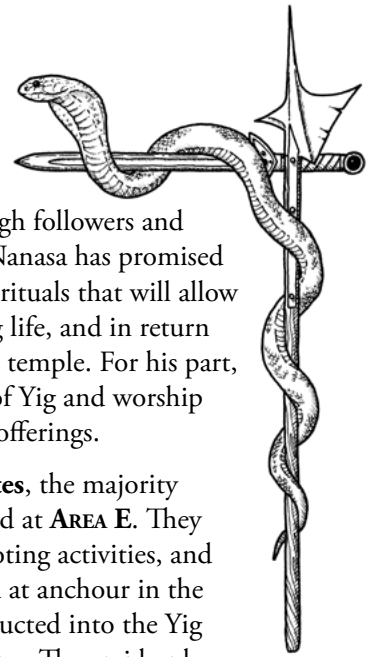 gh followers and
Nanasa has promised
rituals that will allow
g life, and in return
temple. For his part,
of Yig and worship
offerings.
tes, the majority
d at AREA E. They
oting activities, and
at anchour in the
ucted into the Yig